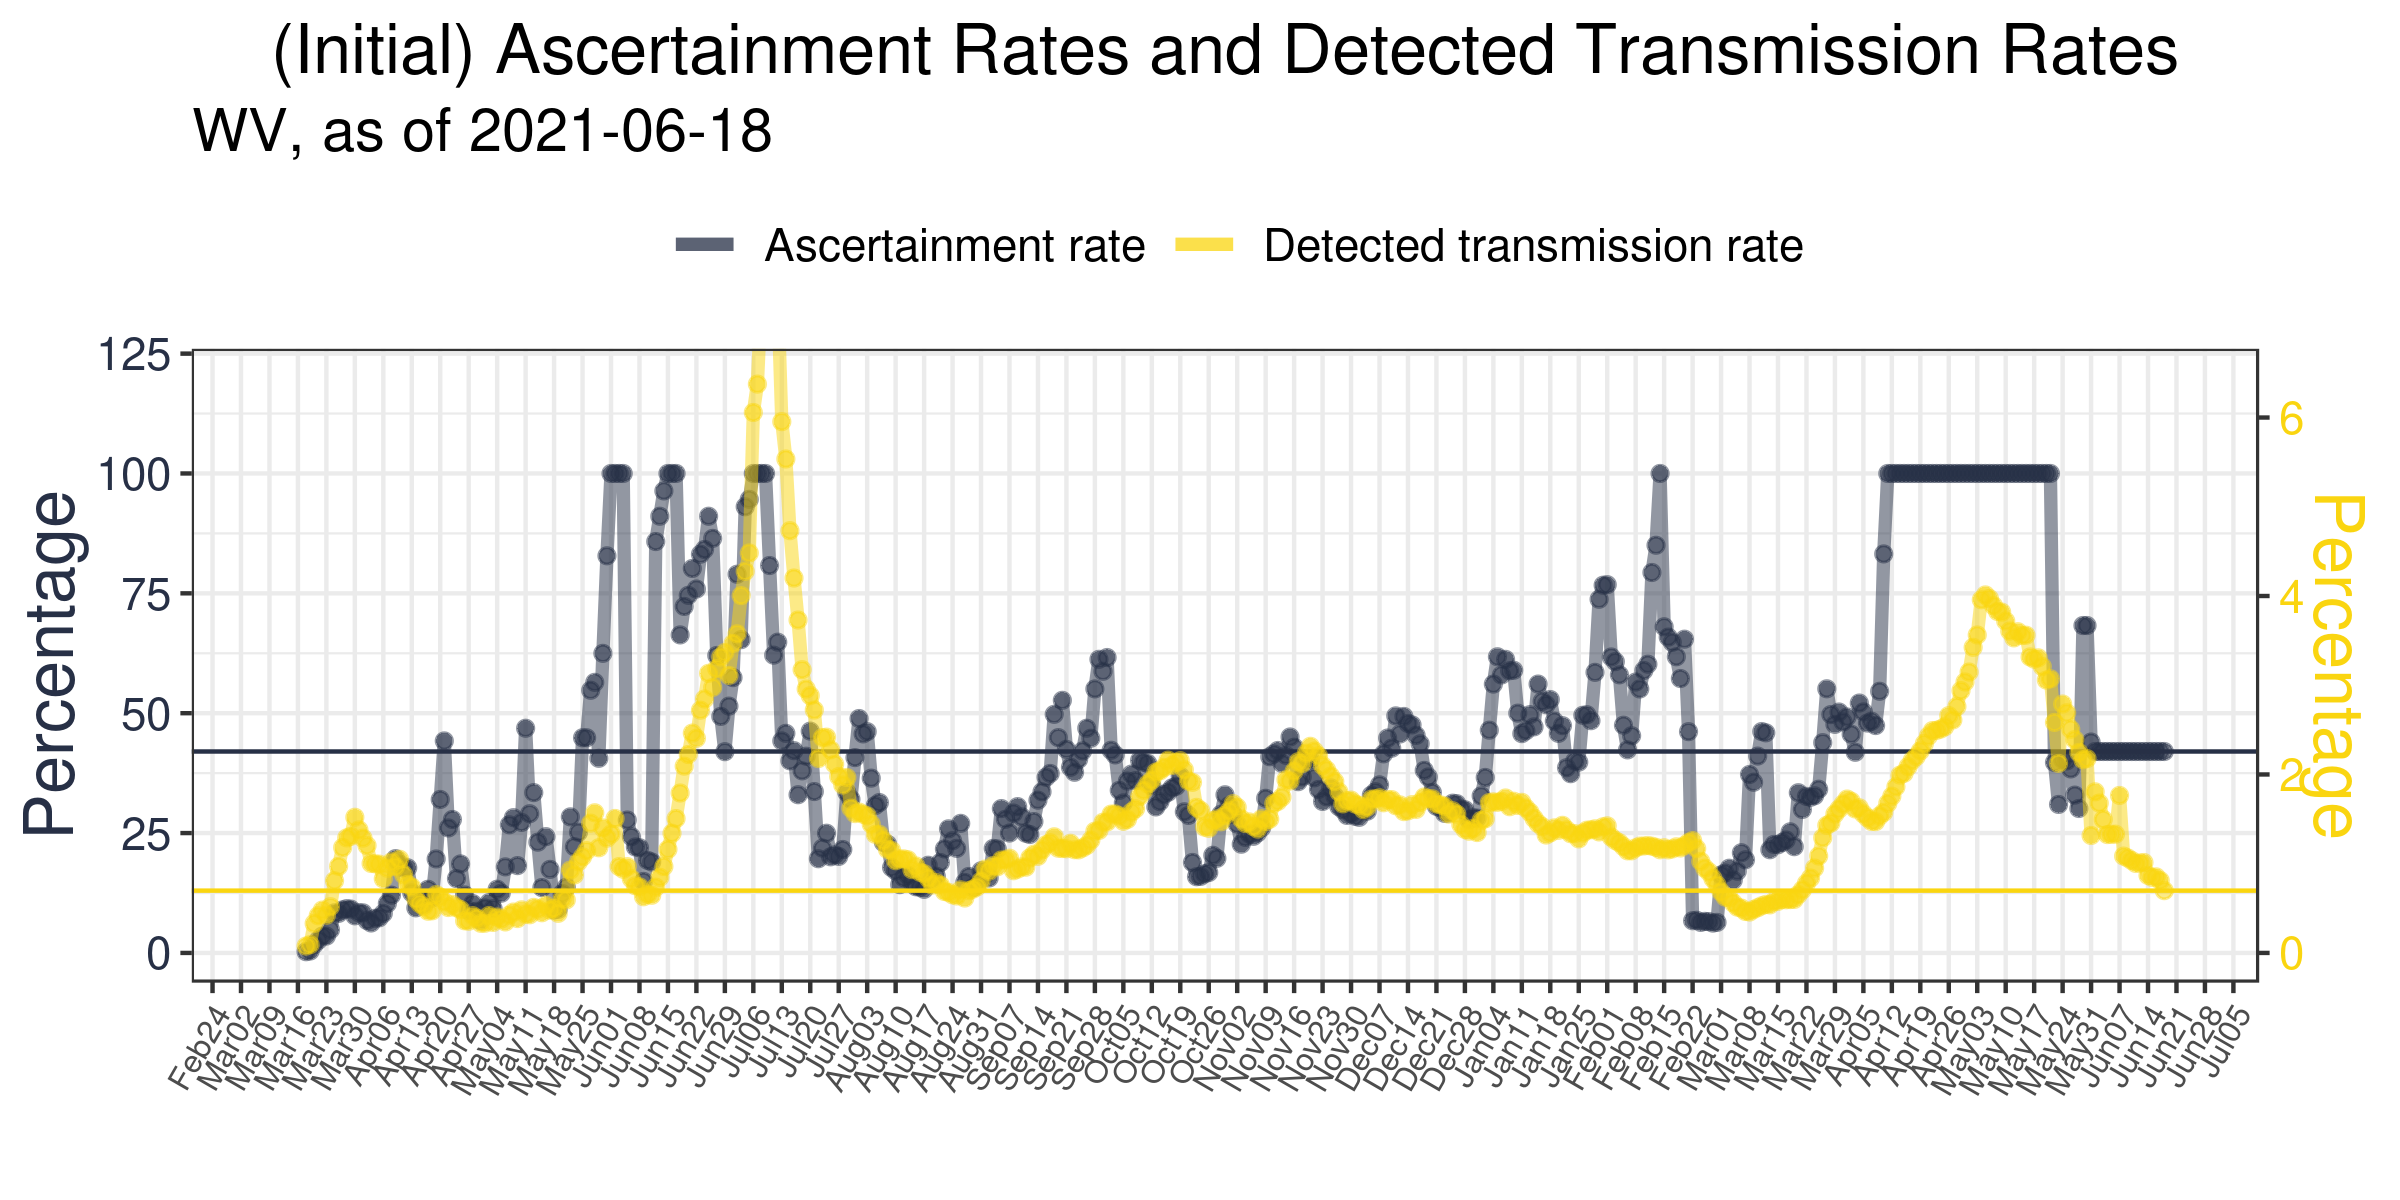 (Initial) Ascertainment Rates and Detected Transmission Rates
WV, as of 2021-06-18
Ascertainment rate
Detected transmission rate
Percentage
125
100
75
50
25
0
6
4
2
0
Percentage
Feb24
Mar02
Mar09
Mar16
Mar23
Mar30
Apr06
Apr13
Apr20
Apr27
May04
May11
May18
May25
Jun01
Jun08
Jun15
Jun22
Jun29
Jul06
Jul13
Jul20
Jul27
Aug03
Aug10
Aug17
Aug24
Aug31
Sep07
Sep14
Sep21
Sep28
Oct05
Oct12
Oct19
Oct26
Nov02
Nov09
Nov16
Nov23
Nov30
Dec07
Dec14
Dec21
Dec28
Jan04
Jan11
Jan18
Jan25
Feb01
Feb08
Feb15
Feb22
Mar01
Mar08
Mar15
Mar22
Mar29
Apr05
Apr12
Apr19
Apr26
May03
May10
May17
May24
May31
Jun07
Jun14
Jun21
Jun28
Jul05